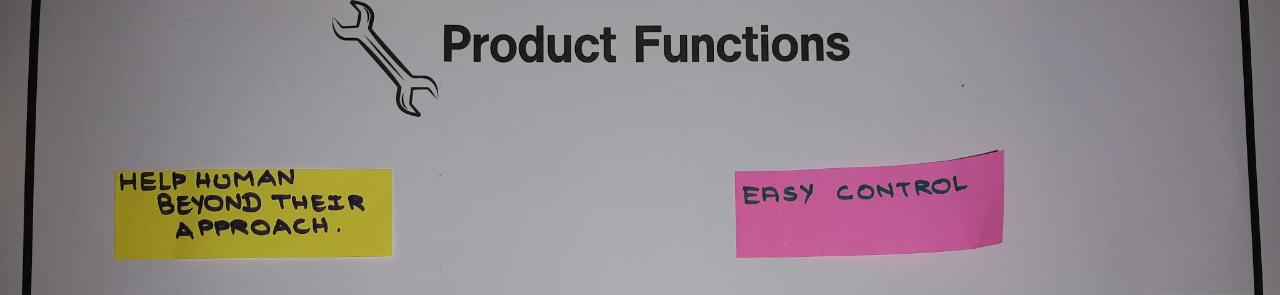 Product Functions
HELP HUMAN
BEYOND THEIR
APPROACH.
EASY CONTROL